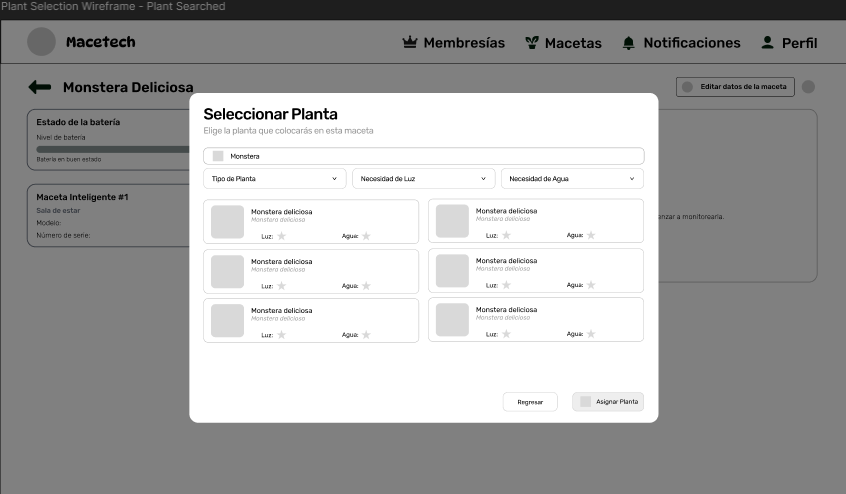 Plant Selection Wireframe - Plant Searched
Macetech
Membresías
Macetas
Notificaciones
Perfil
Monstera Deliciosa
Editar datos de la maceta
Estado de la batería
Nivel de batería
Batería en buen estado
Maceta Inteligente #1
Sala de estar
Modelo:
Número de serie:
Seleccionar Planta
Elige la planta que colocarás en esta maceta
Monstera
Tipo de Planta
Necesidad de Luz
Necesidad de Agua
Monstera deliciosa
Monstera deliciosa
Luz: Agua:
Monstera deliciosa
Monstera deliciosa
Luz: Agua:
Monstera deliciosa
Monstera deliciosa
Luz: Agua:
Monstera deliciosa
Monstera deliciosa
Luz: Agua:
Monstera deliciosa
Monstera deliciosa
Luz: Agua:
Monstera deliciosa
Monstera deliciosa
Luz: Agua:
a monitorearla.
Regresar
Asignar Planta